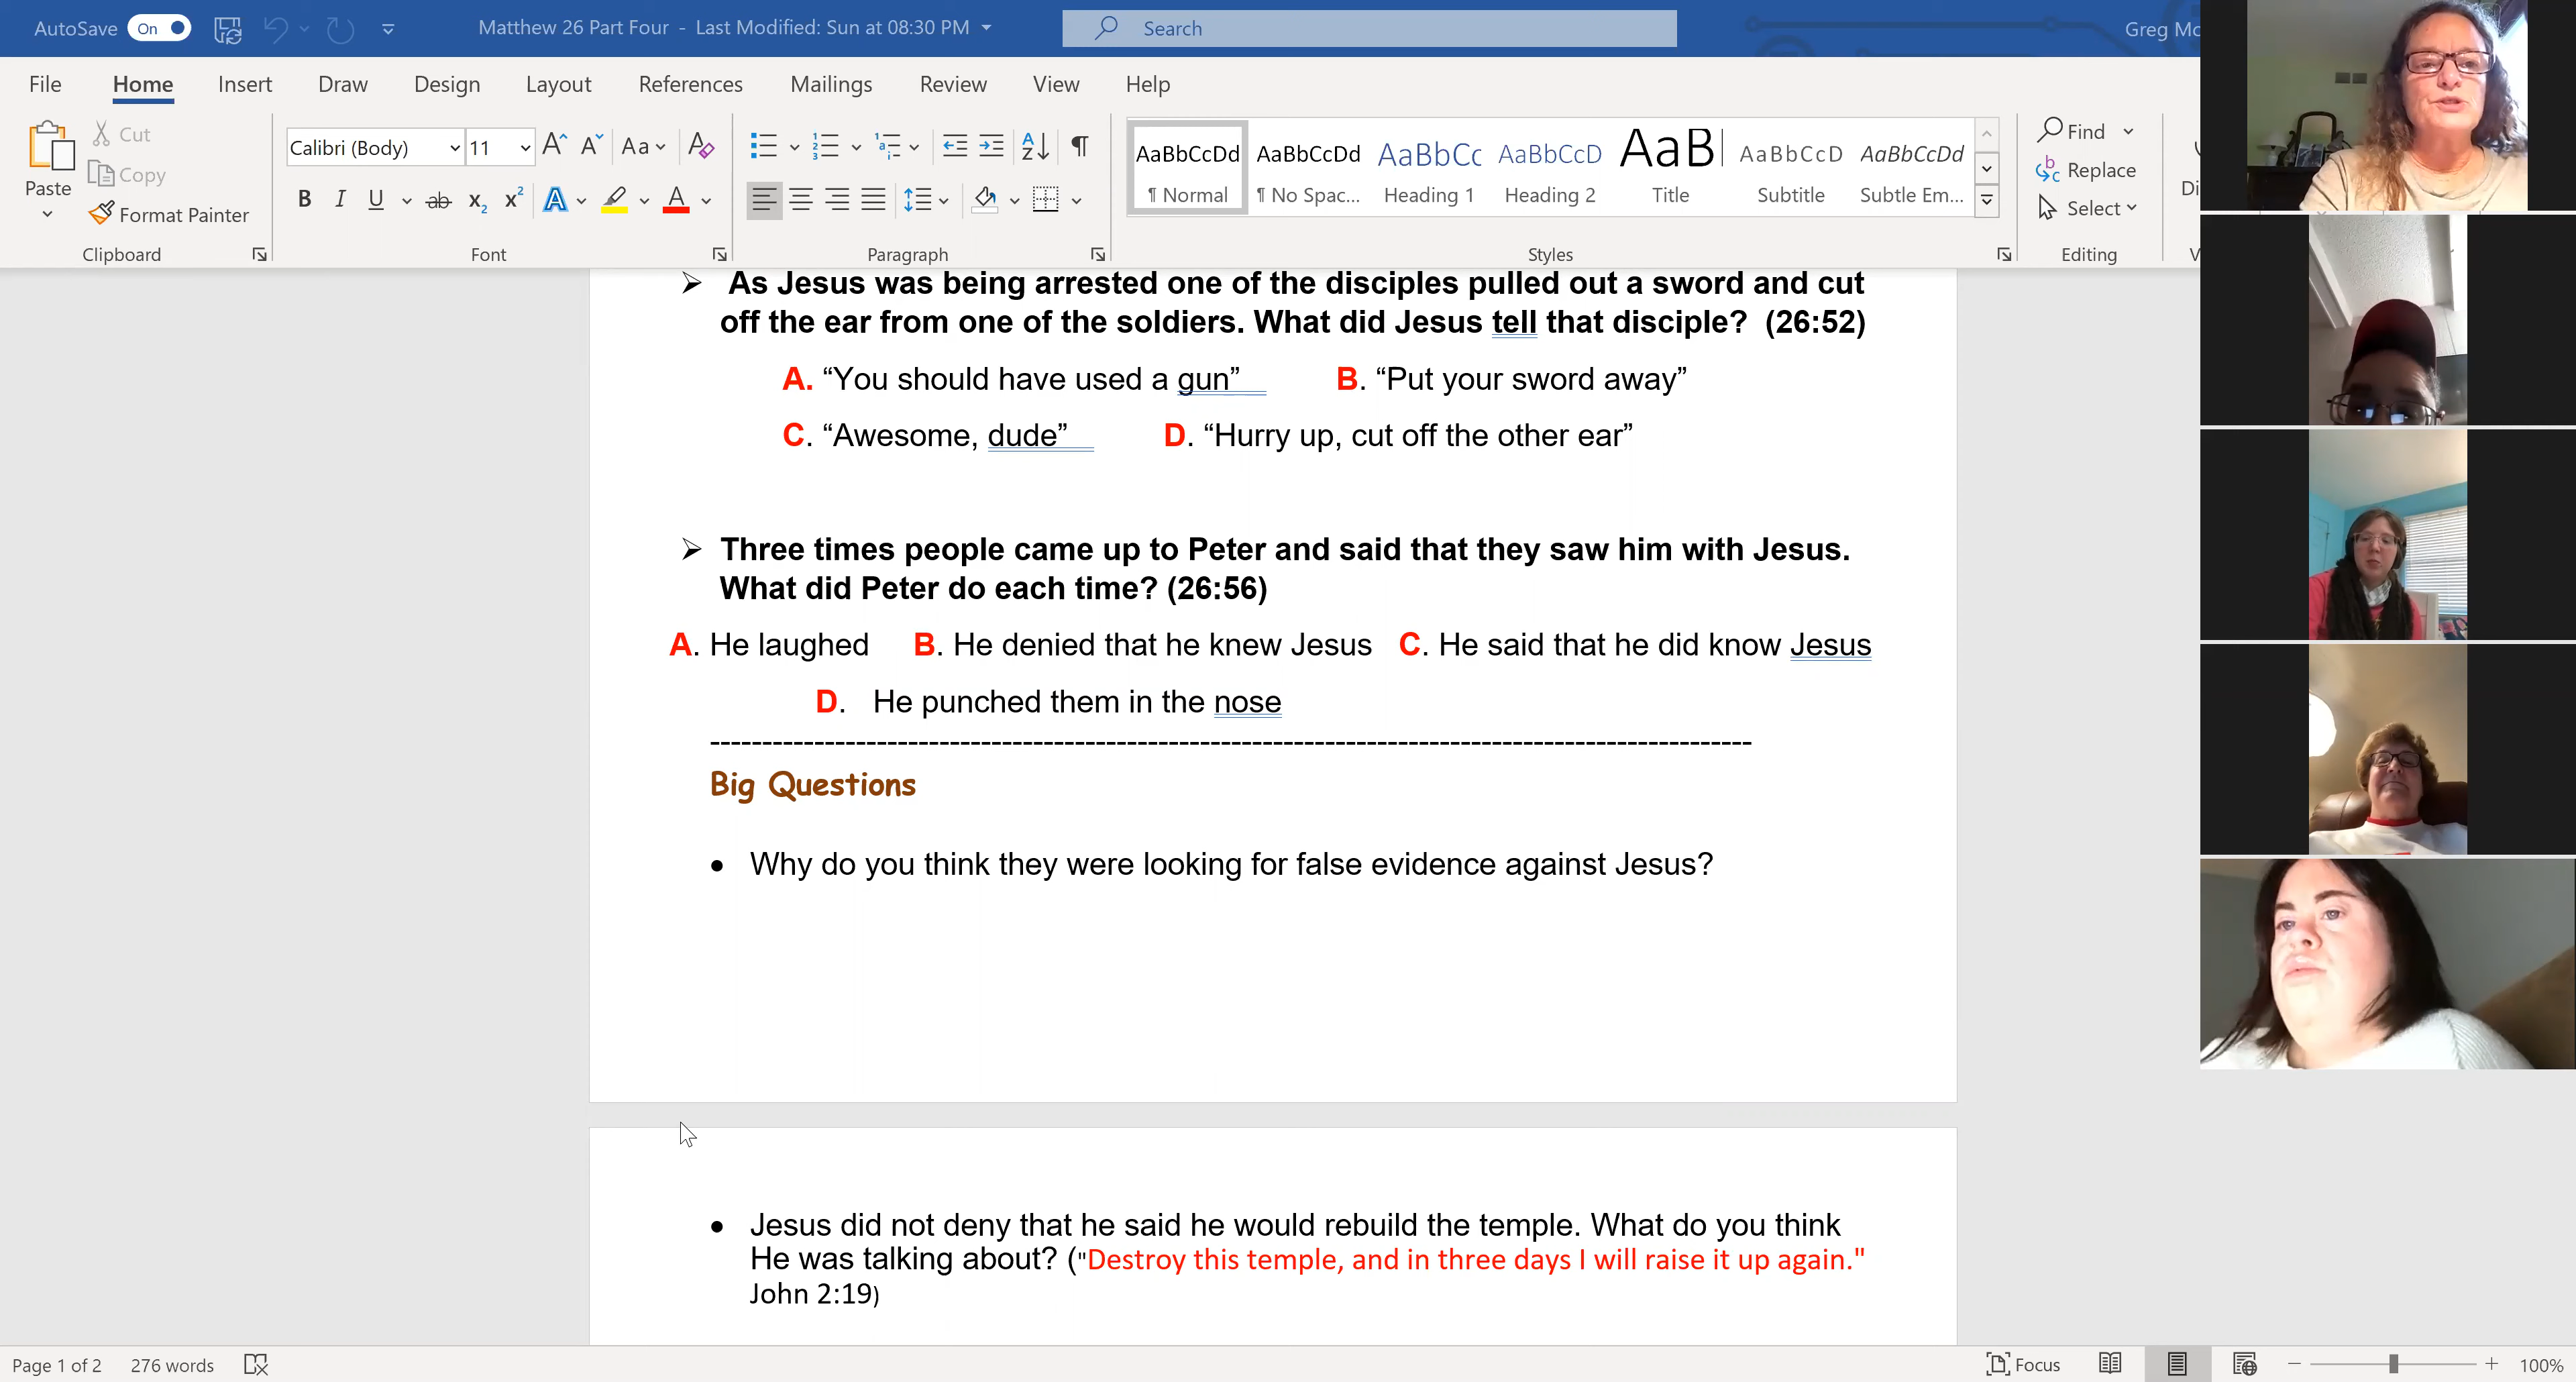 AutoSave On Matthew 26 Part Four - Last Modified: Sun at 08:30 PM Search Greg Mc
File Home Insert Draw Design Layout References Mailings Review View Help
Paste Cut Copy Format Painter Clipboard
Calibri (Body) 11 Font
Paragraph
AaBbCcDd AaBbCcDd AaBbCc AaBbCcD AaB AaBbCcD AaBbCcDd
¶ Normal ¶ No Spac... Heading 1 Heading 2 Title Subtitle Subtle Em...
Styles
Find
Replace
Select
Editing
Di
V
➢ As Jesus was being arrested one of the disciples pulled out a sword and cut
off the ear from one of the soldiers. What did Jesus tell that disciple? (26:52)
A. “You should have used a gun” B. “Put your sword away”
C. “Awesome, dude” D. “Hurry up, cut off the other ear”
➢ Three times people came up to Peter and said that they saw him with Jesus.
What did Peter do each time? (26:56)
A. He laughed B. He denied that he knew Jesus C. He said that he did know Jesus
D. He punched them in the nose
Big Questions
• Why do you think they were looking for false evidence against Jesus?
• Jesus did not deny that he said he would rebuild the temple. What do you think
He was talking about? ("Destroy this temple, and in three days I will raise it up again."
John 2:19)
Page 1 of 2 276 words Focus 100%